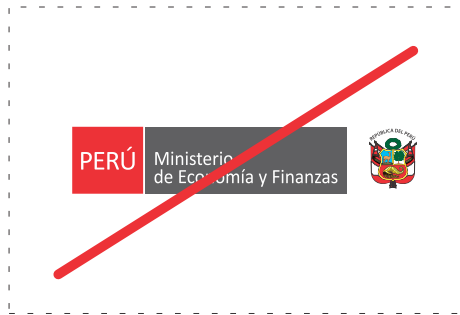 PERÚ
Ministerio
de Economía y Finanzas
REPÚBLICA DEL PERÚ